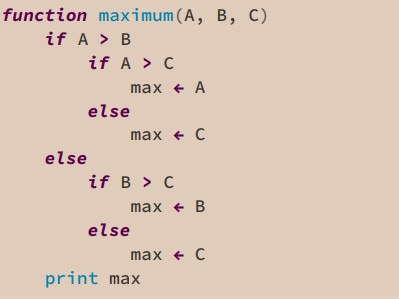 function maximum(A, B, C)
    if A > B
        if A > C
            max ← A
        else
            max ← C
    else
        if B > C
            max ← B
        else
            max ← C
    print max